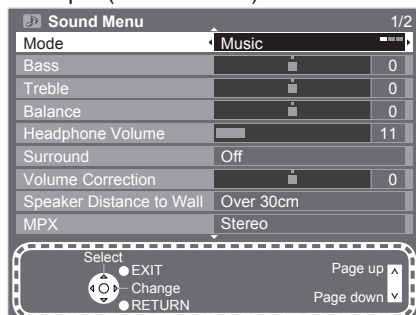 Sound Menu 1/2
Mode Music
Bass 0
Treble 0
Balance 0
Headphone Volume 11
Surround Off
Volume Correction 0
Speaker Distance to Wall Over 30cm
MPX Stereo
Select
EXIT
Change
RETURN
Page up
Page down